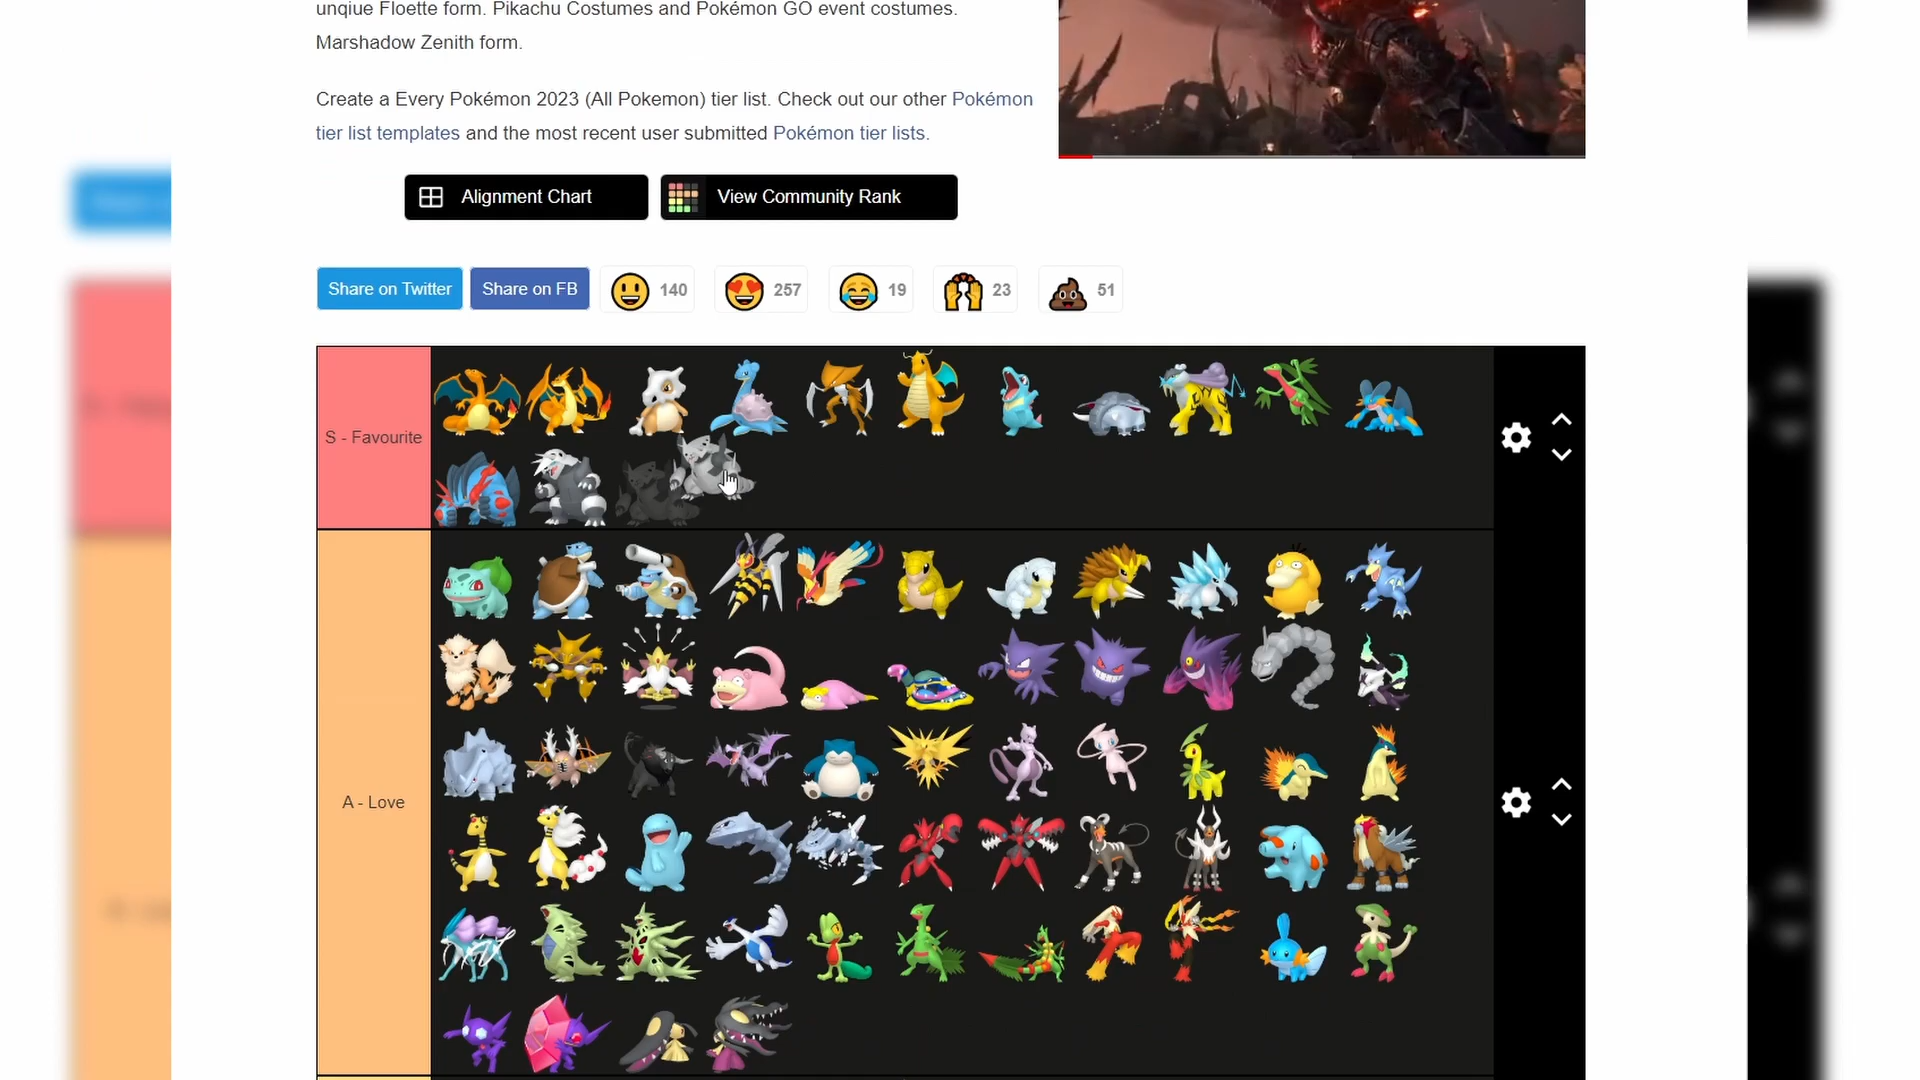 unqiue Floette form. Pikachu Costumes and Pokémon GO event costumes.
Marshadow Zenith form.
Create a Every Pokémon 2023 (All Pokemon) tier list. Check out our other Pokémon
tier list templates and the most recent user submitted Pokémon tier lists.
Alignment Chart
View Community Rank
Share on Twitter
Share on FB
140
257
19
23
51
S - Favourite
A - Love